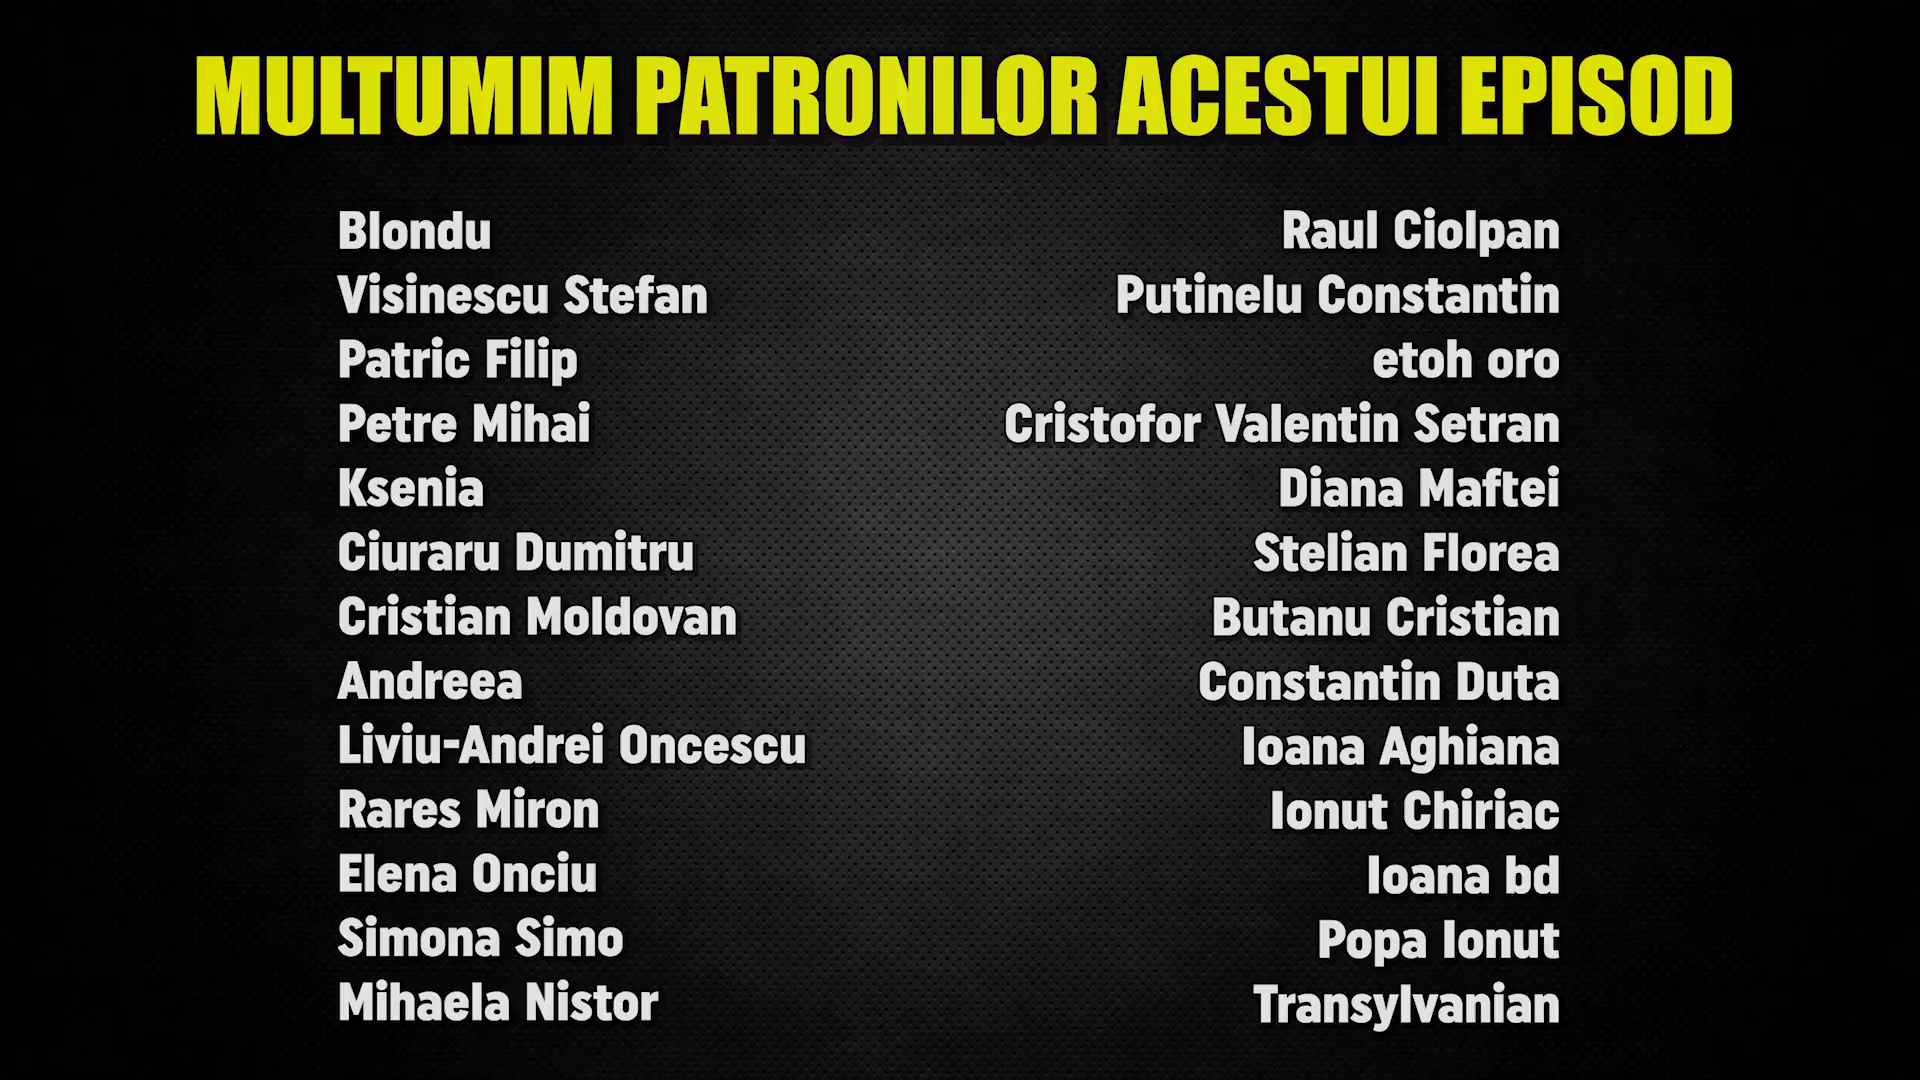 MULTUMIM PATRONILOR ACESTUI EPISOD
Blondu
Visinescu Stefan
Patric Filip
Petre Mihai
Ksenia
Ciuraru Dumitru
Cristian Moldovan
Andreea
Liviu-Andrei Oncescu
Rares Miron
Elena Onciu
Simona Simo
Mihaela Nistor
Raul Ciolpan
Putinelu Constantin
etoh oro
Cristofor Valentin Setran
Diana Maftei
Stelian Florea
Butanu Cristian
Constantin Duta
Ioana Aghiana
Ionut Chiriac
Ioana bd
Popa Ionut
Transylvanian